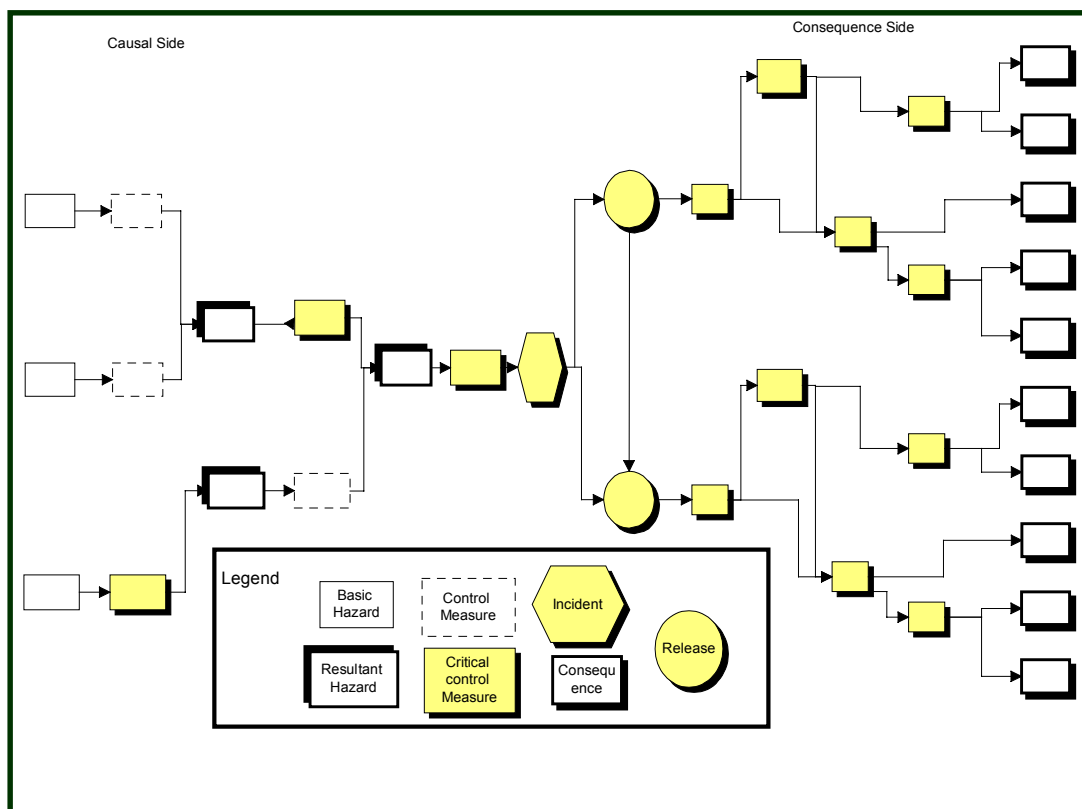 Causal Side
Consequence Side
Legend
Basic
Hazard
Control
Measure
Incident
Release
Resultant
Hazard
Critical
control
Measure
Consequ
ence